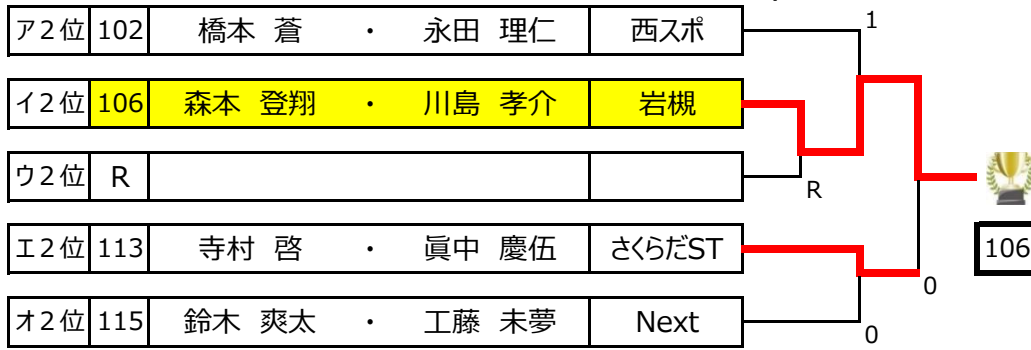 ア2位 102 橋本 蒼 ・ 永田 理仁 西スポ 1
イ2位 106 森本 登翔 ・ 川島 孝介 岩槻
ウ2位 R R
エ2位 113 寺村 啓 ・ 眞中 慶伍 さくらだST 106
0
オ2位 115 鈴木 爽太 ・ 工藤 未夢 Next 0